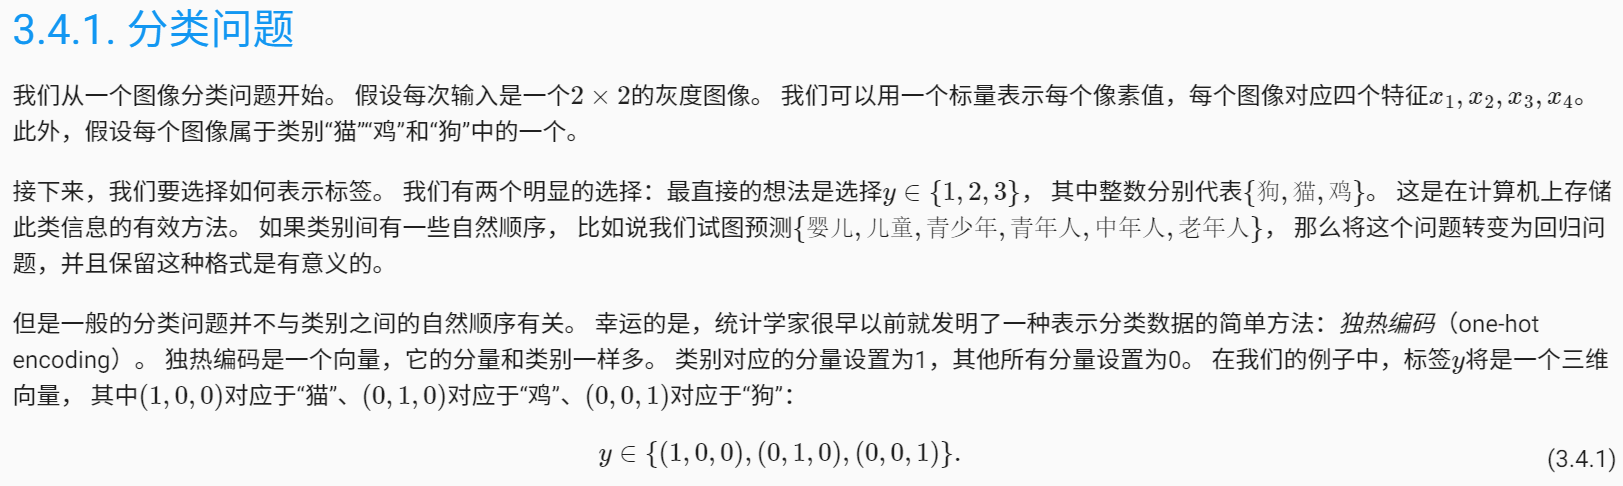 3.4.1. 分类问题
我们从一个图像分类问题开始。 假设每次输入是一个2 × 2的灰度图像。 我们可以用一个标量表示每个像素值，每个图像对应四个特征x₁, x₂, x₃, x₄。
此外，假设每个图像属于类别“猫”“鸡”和“狗”中的一个。
接下来，我们要选择如何表示标签。 我们有两个明显的选择：最直接的想法是选择y ∈ {1, 2, 3}， 其中整数分别代表{狗, 猫, 鸡}。 这是在计算机上存储
此类信息的有效方法。 如果类别间有一些自然顺序， 比如说我们试图预测{婴儿, 儿童, 青少年, 青年人, 中年人, 老年人}， 那么将这个问题转变为回归问
题，并且保留这种格式是有意义的。
但是一般的分类问题并不与类别之间的自然顺序有关。 幸运的是，统计学家很早以前就发明了一种表示分类数据的简单方法：独热编码（one-hot
encoding）。 独热编码是一个向量，它的分量和类别一样多。 类别对应的分量设置为1，其他所有分量设置为0。 在我们的例子中，标签y将是一个三维
向量， 其中(1, 0, 0)对应于“猫”、(0, 1, 0)对应于“鸡”、(0, 0, 1)对应于“狗”：
y ∈ {(1, 0, 0), (0, 1, 0), (0, 0, 1)}. (3.4.1)